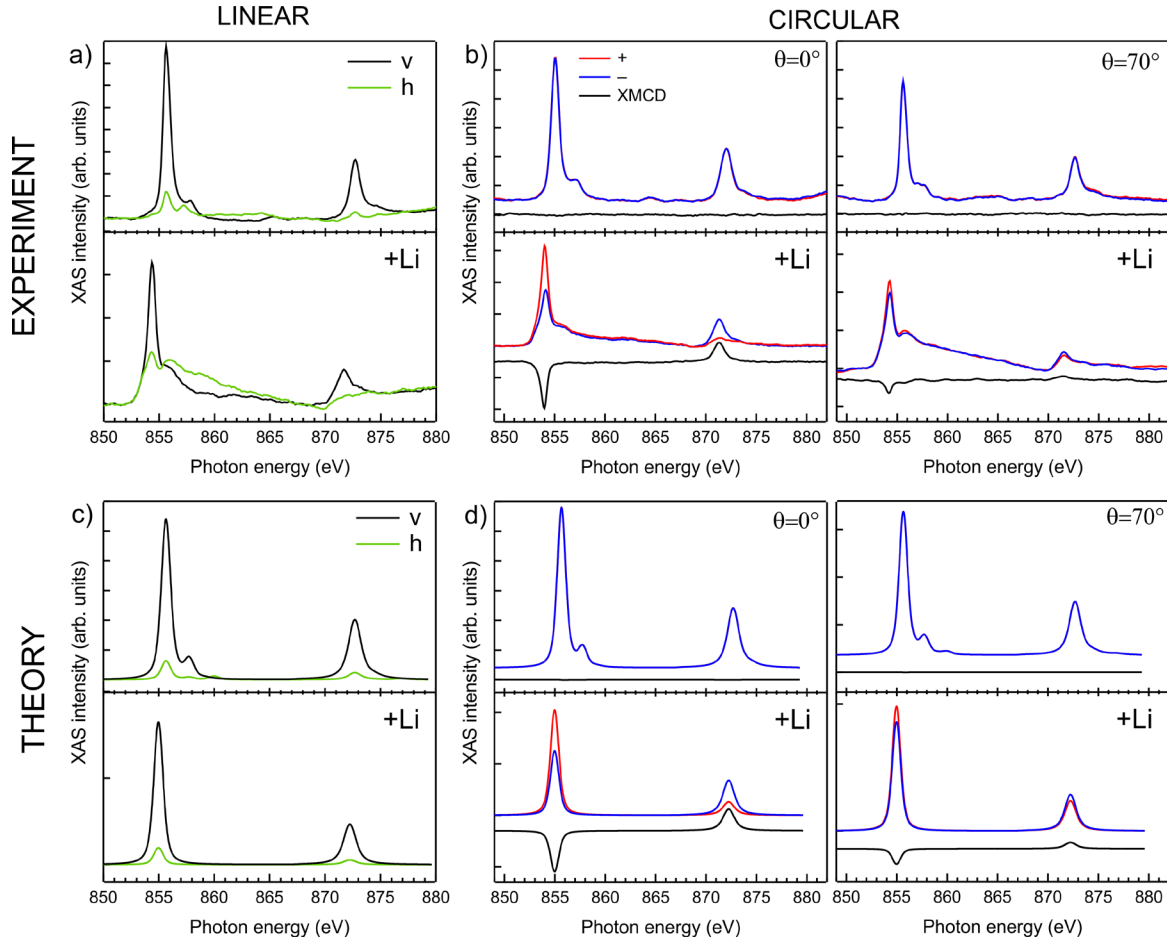 LINEAR
CIRCULAR
EXPERIMENT
a)
v
h
XAS intensity (arb. units)
+Li
850 855 860 865 870 875 880
Photon energy (eV)
b)
+
–
XMCD
θ=0°
θ=70°
XAS intensity (arb. units)
+Li
+Li
850 855 860 865 870 875 880
850 855 860 865 870 875 880
Photon energy (eV)
Photon energy (eV)
THEORY
c)
v
h
XAS intensity (arb. units)
+Li
850 855 860 865 870 875 880
Photon energy (eV)
d)
θ=0°
θ=70°
XAS intensity (arb. units)
+Li
+Li
850 855 860 865 870 875 880
850 855 860 865 870 875 880
Photon energy (eV)
Photon energy (eV)